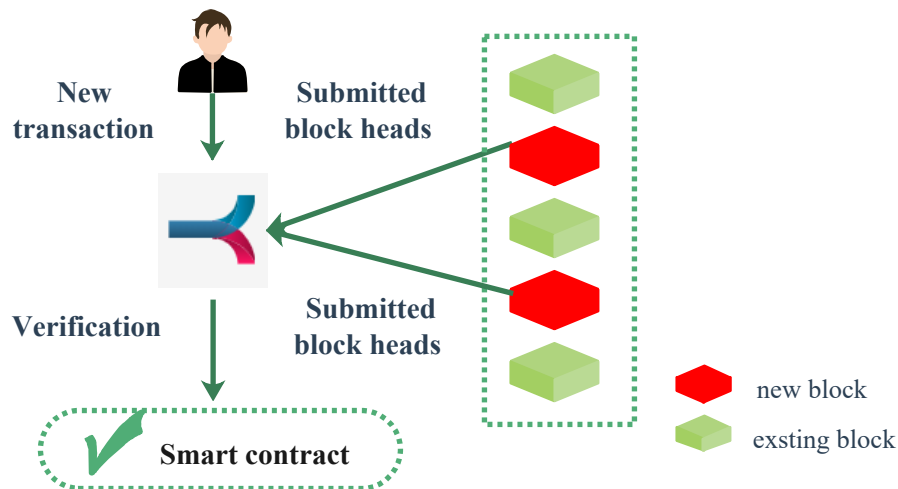 New
transaction
Submitted
block heads
Verification
Submitted
block heads
Smart contract
new block
exsting block